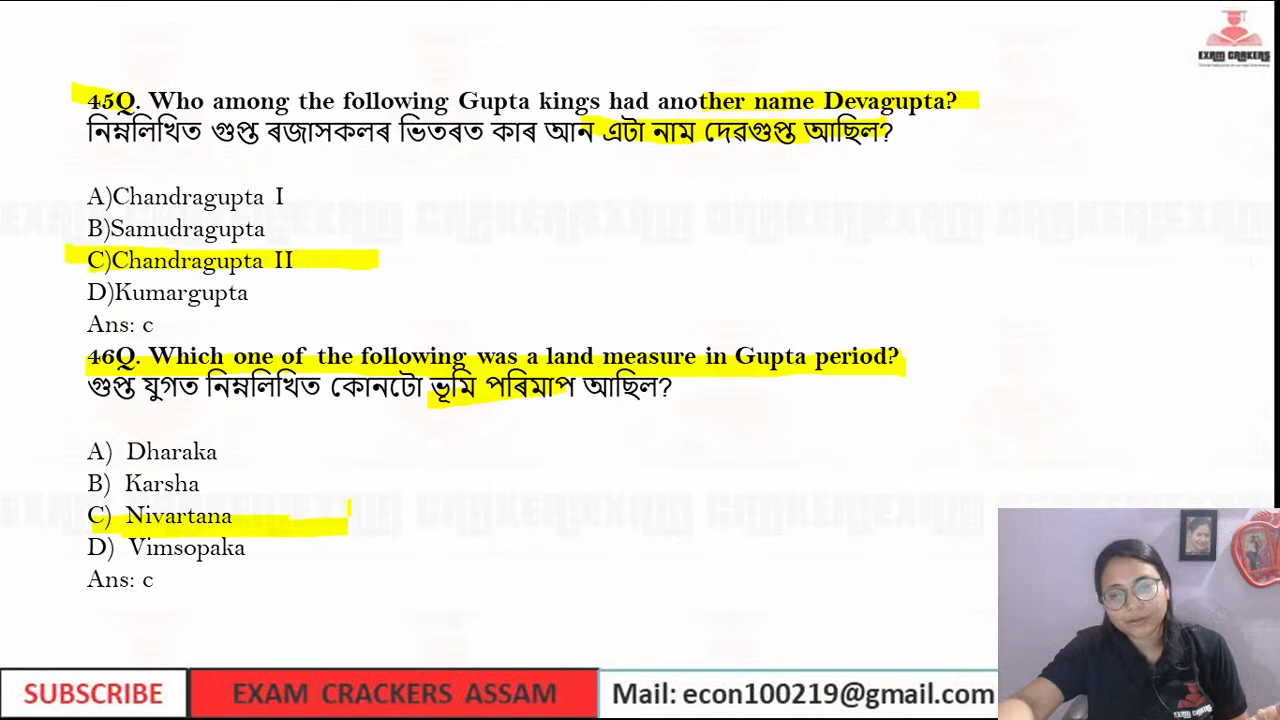 EXAM CRAKERS
45Q. Who among the following Gupta kings had another name Devagupta?
নিম্নলিখিত গুপ্ত ৰজাসকলৰ ভিতৰত কাৰ আন এটা নাম দেৱগুপ্ত আছিল?
A)Chandragupta I
B)Samudragupta
C)Chandragupta II
D)Kumargupta
Ans: c
46Q. Which one of the following was a land measure in Gupta period?
গুপ্ত যুগত নিম্নলিখিত কোনটো ভূমি পৰিমাপ আছিল?
A) Dharaka
B) Karsha
C) Nivartana
D) Vimsopaka
Ans: c
SUBSCRIBE
EXAM CRACKERS ASSAM
Mail: econ100219@gmail.com